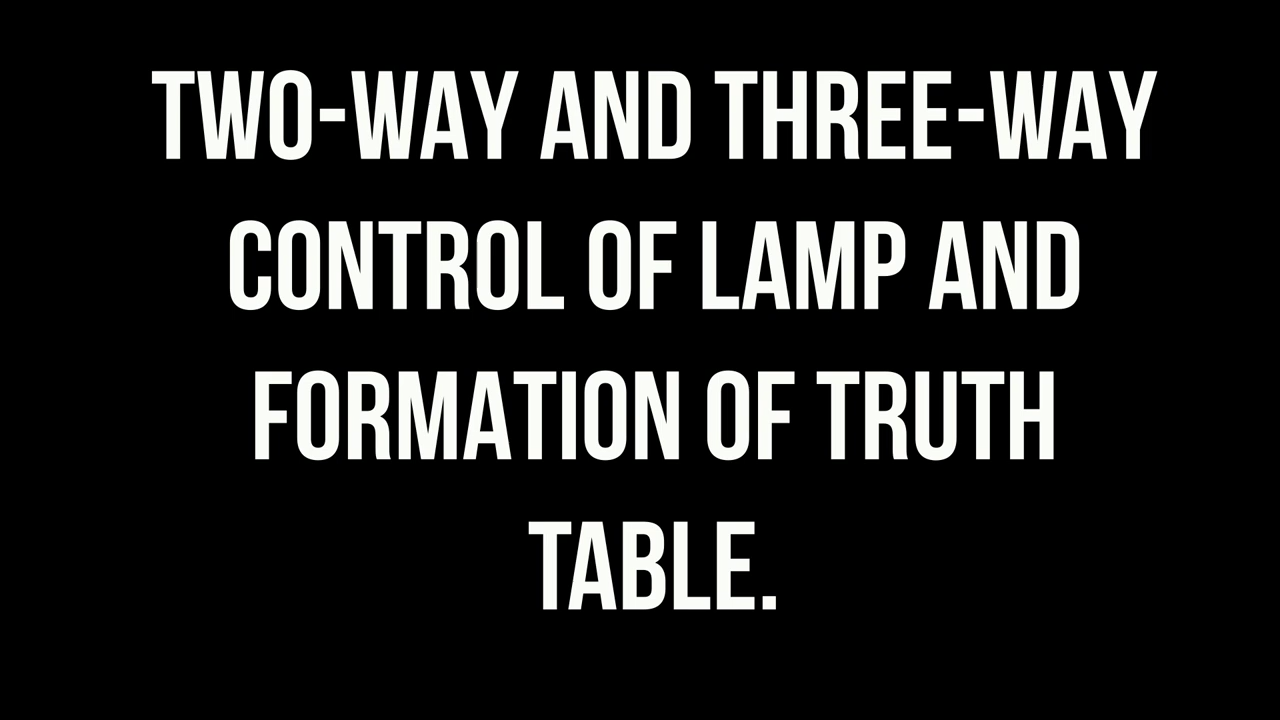 TWO-WAY AND THREE-WAY
CONTROL OF LAMP AND
FORMATION OF TRUTH
TABLE.